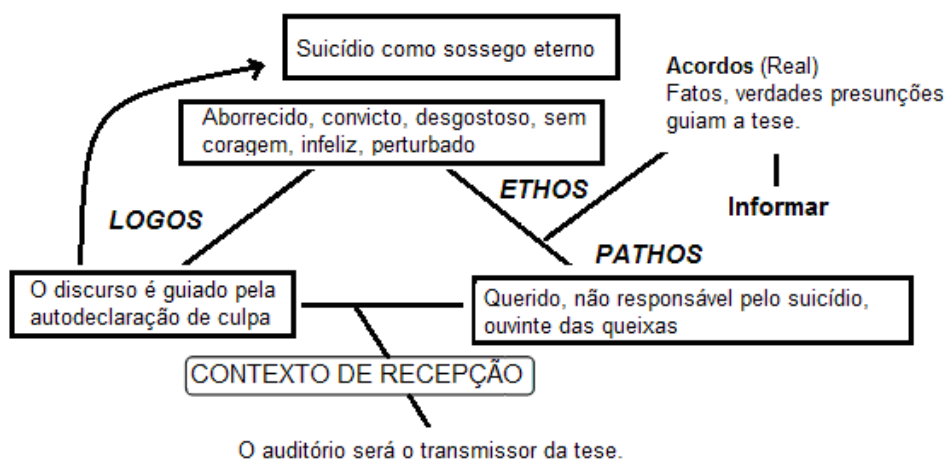 Suicídio como sossego eterno
Acordos (Real)
Fatos, verdades presunções
guiam a tese.
Aborrecido, convicto, desgostoso, sem
coragem, infeliz, perturbado
ETHOS
Informar
LOGOS
PATHOS
O discurso é guiado pela
autodeclaração de culpa
Querido, não responsável pelo suicídio,
ouvinte das queixas
CONTEXTO DE RECEPÇÃO
O auditório será o transmissor da tese.